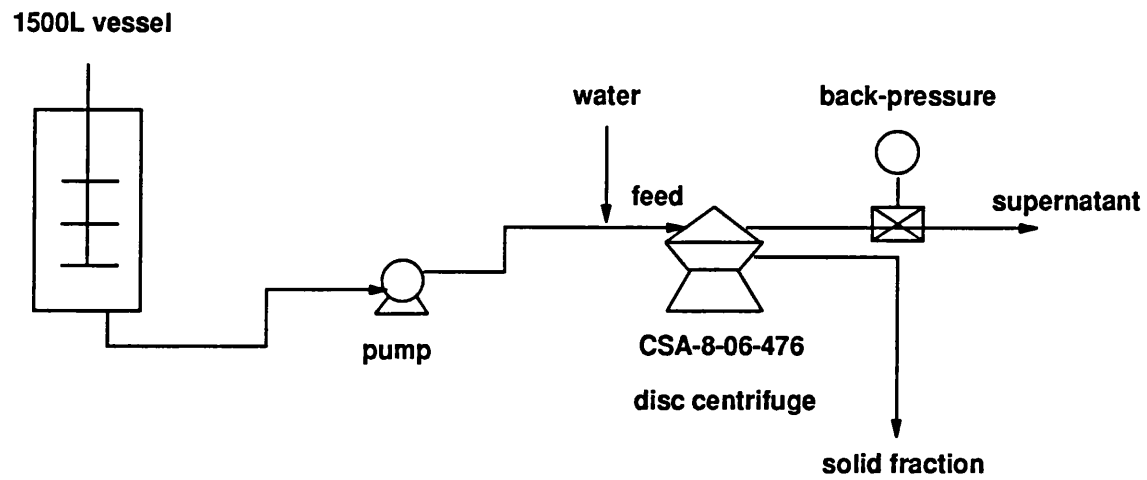 1500L vessel
water
back-pressure
feed
supernatant
pump
CSA-8-06-476
disc centrifuge
solid fraction